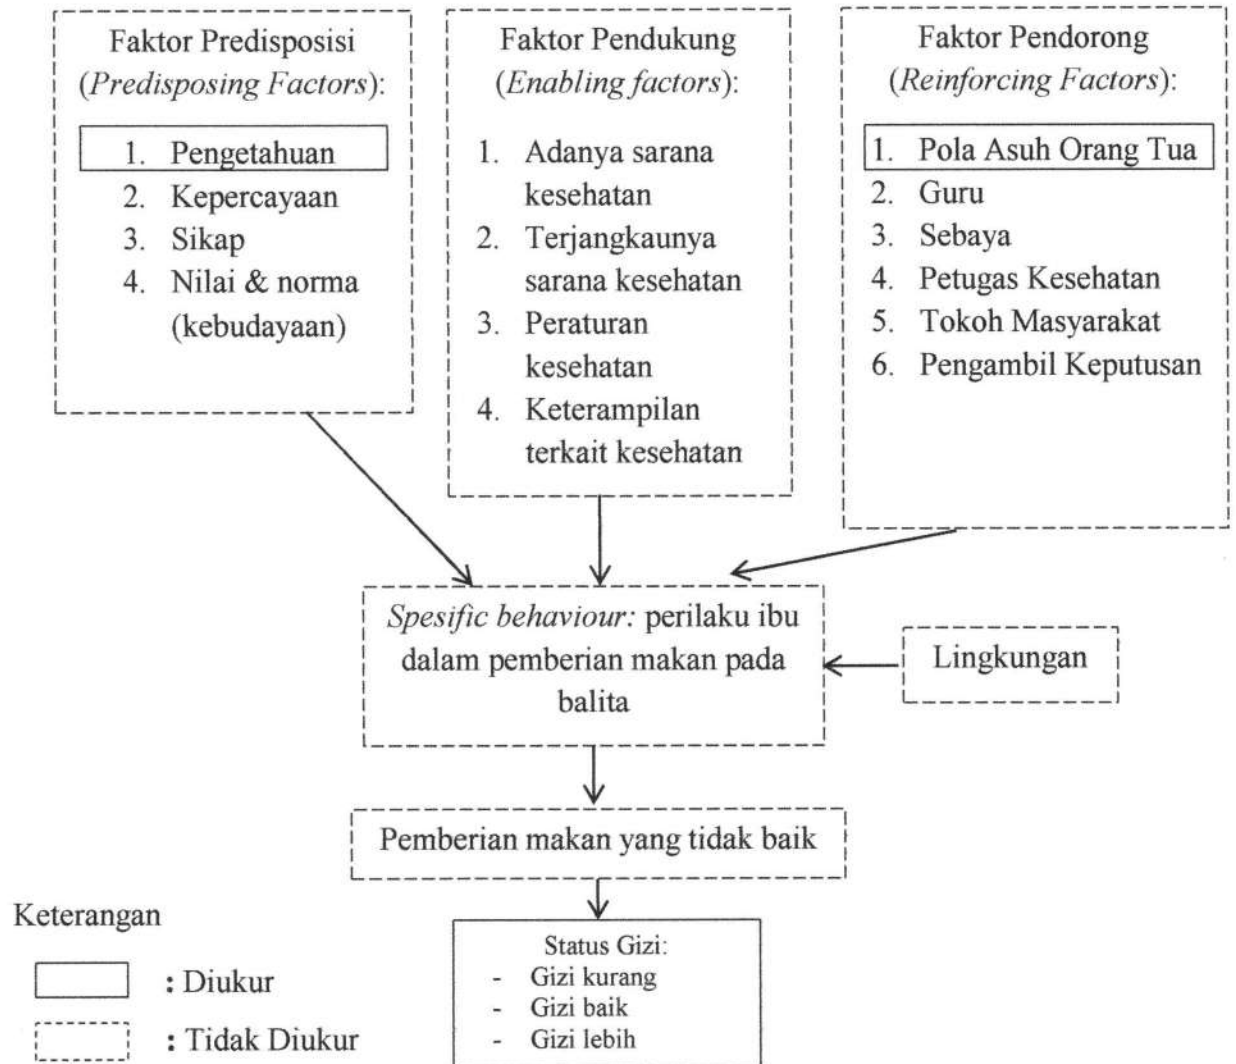 Faktor Predisposisi
(Predisposing Factors):
1. Pengetahuan
2. Kepercayaan
3. Sikap
4. Nilai & norma
(kebudayaan)
Faktor Pendukung
(Enabling factors):
1. Adanya sarana
kesehatan
2. Terjangkaunya
sarana kesehatan
3. Peraturan
kesehatan
4. Keterampilan
terkait kesehatan
Faktor Pendorong
(Reinforcing Factors):
1. Pola Asuh Orang Tua
2. Guru
3. Sebaya
4. Petugas Kesehatan
5. Tokoh Masyarakat
6. Pengambil Keputusan
Spesific behaviour: perilaku ibu
dalam pemberian makan pada
balita
Lingkungan
Pemberian makan yang tidak baik
Status Gizi:
- Gizi kurang
- Gizi baik
- Gizi lebih
Keterangan
: Diukur
: Tidak Diukur